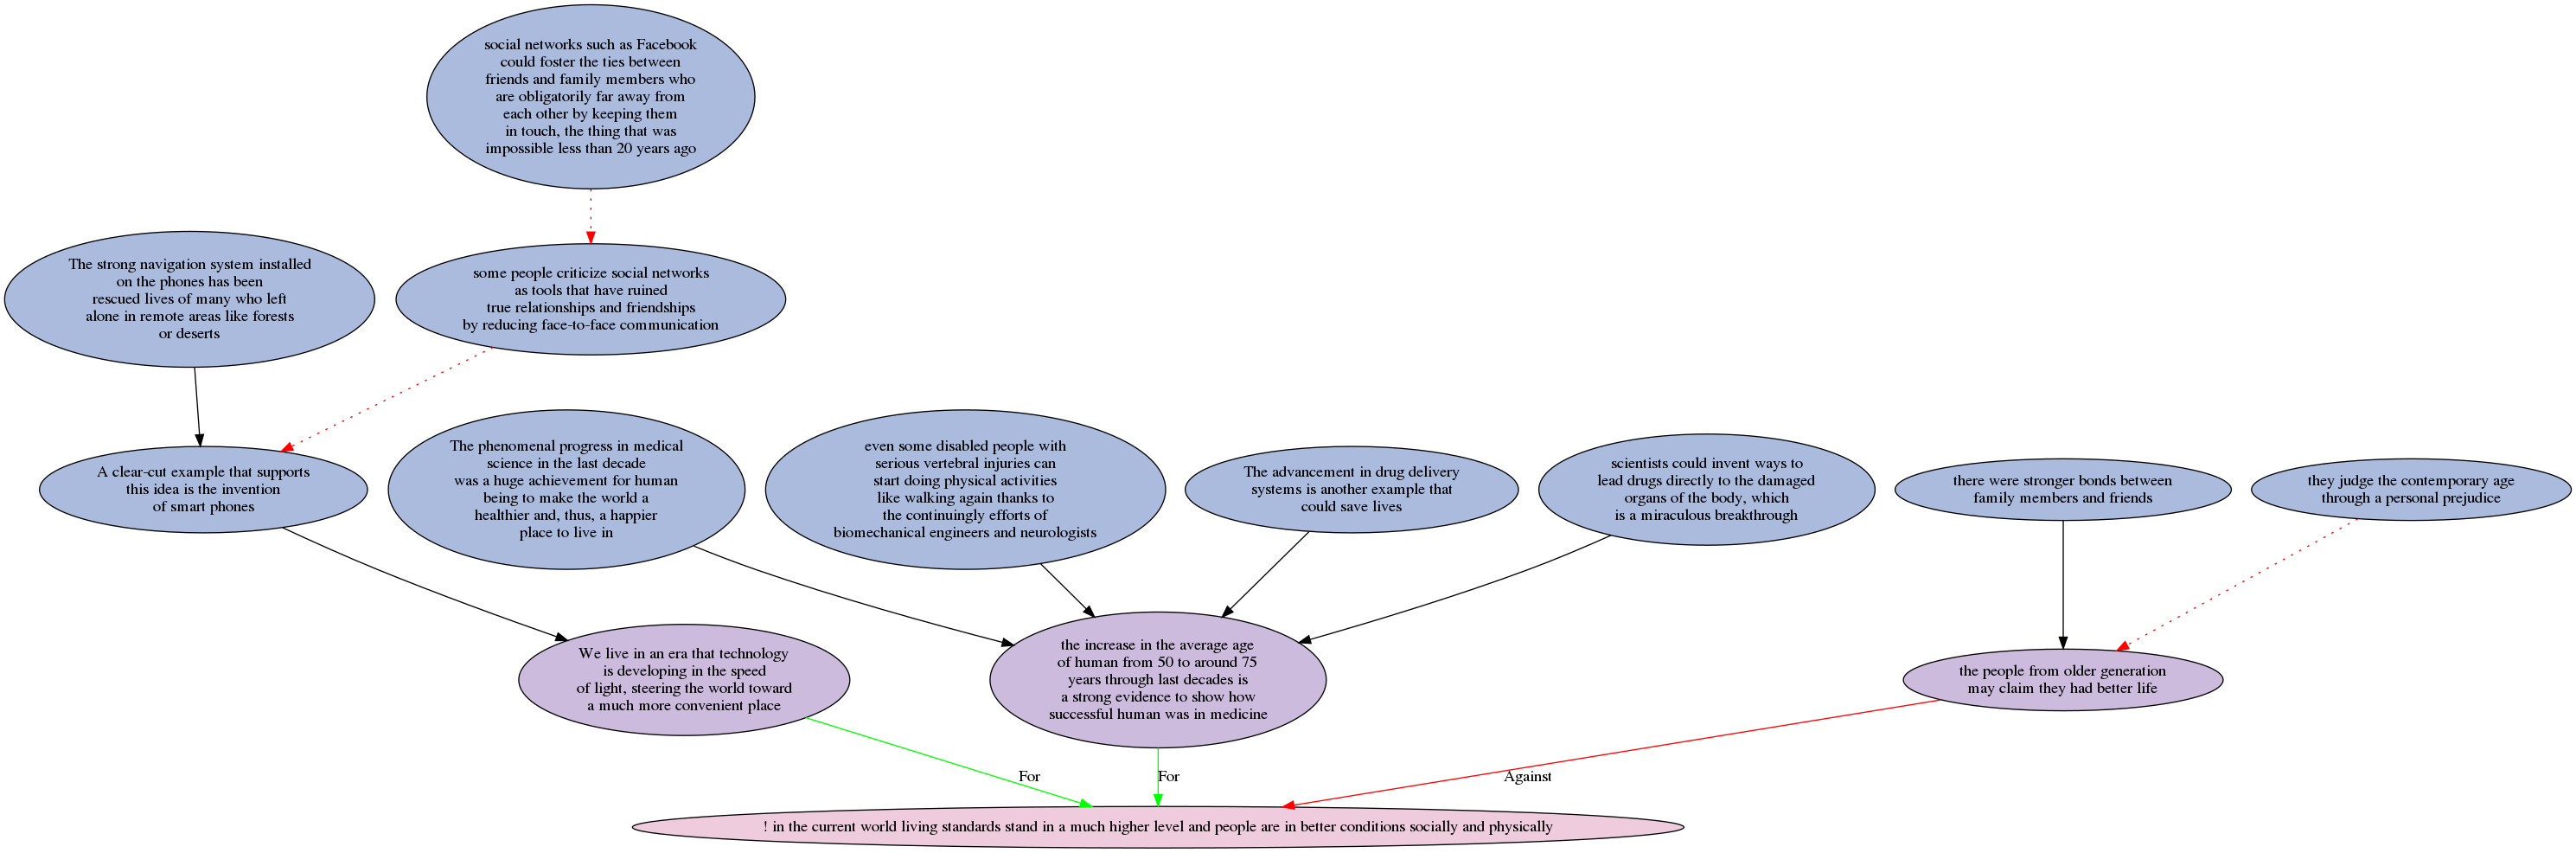 social networks such as Facebook
could foster the ties between
friends and family members who
are obligatorily far away from
each other by keeping them
in touch, the thing that was
impossible less than 20 years ago
The strong navigation system installed
on the phones has been
rescued lives of many who left
alone in remote areas like forests
or deserts
some people criticize social networks
as tools that have ruined
true relationships and friendships
by reducing face-to-face communication
A clear-cut example that supports
this idea is the invention
of smart phones
The phenomenal progress in medical
science in the last decade
was a huge achievement for human
being to make the world a
healthier and, thus, a happier
place to live in
even some disabled people with
serious vertebral injuries can
start doing physical activities
like walking again thanks to
the continuingly efforts of
biomechanical engineers and neurologists
The advancement in drug delivery
systems is another example that
could save lives
scientists could invent ways to
lead drugs directly to the damaged
organs of the body, which
is a miraculous breakthrough
there were stronger bonds between
family members and friends
they judge the contemporary age
through a personal prejudice
We live in an era that technology
is developing in the speed
of light, steering the world toward
a much more convenient place
the increase in the average age
of human from 50 to around 75
years through last decades is
a strong evidence to show how
successful human was in medicine
the people from older generation
may claim they had better life
For
For
Against
! in the current world living standards stand in a much higher level and people are in better conditions socially and physically